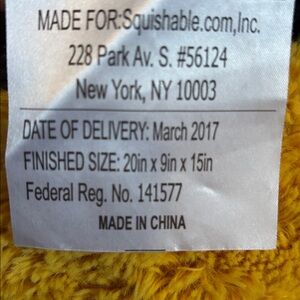 MADE FOR:Squishable.com,Inc.
228 Park Av. S. #56124
New York, NY 10003
DATE OF DELIVERY: March 2017
FINISHED SIZE: 20in x 9in x 15in
Federal Reg. No. 141577
MADE IN CHINA